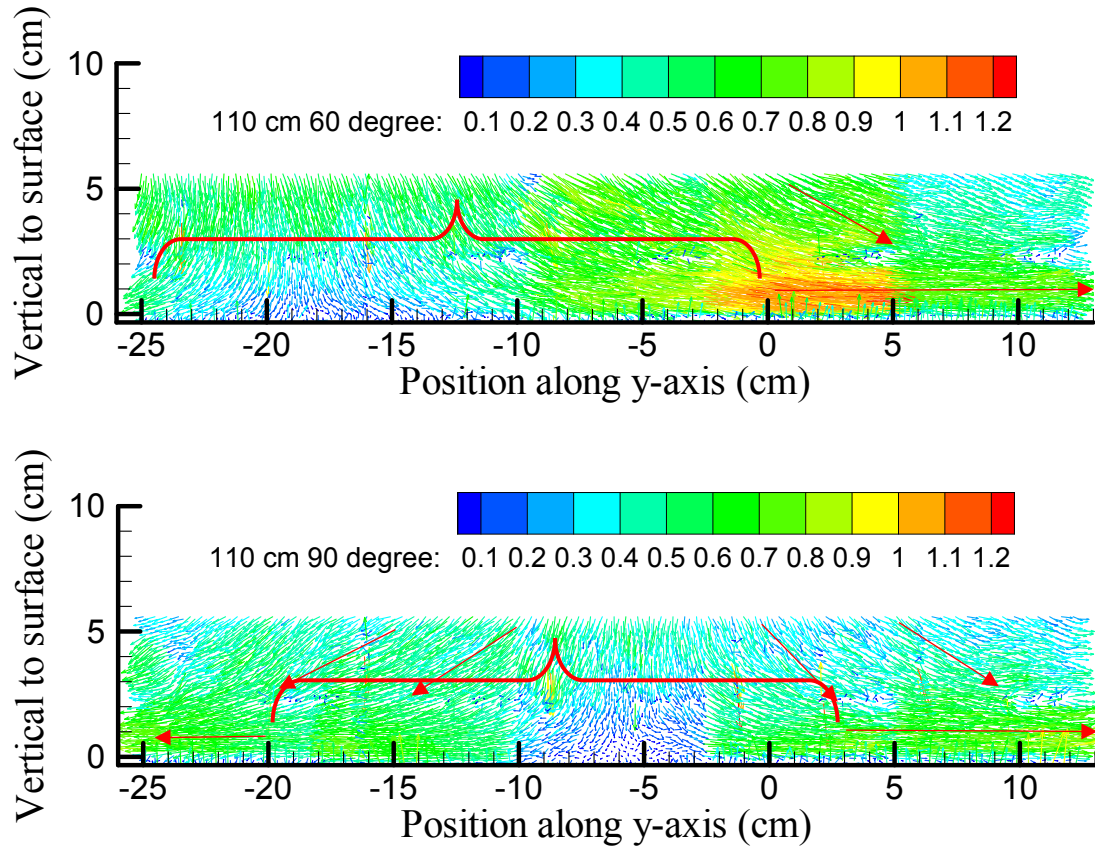 10
5
0
Vertical to surface (cm)
110 cm 60 degree: 0.1 0.2 0.3 0.4 0.5 0.6 0.7 0.8 0.9 1 1.1 1.2
-25 -20 -15 -10 -5 0 5 10
Position along y-axis (cm)
10
5
0
Vertical to surface (cm)
110 cm 90 degree: 0.1 0.2 0.3 0.4 0.5 0.6 0.7 0.8 0.9 1 1.1 1.2
-25 -20 -15 -10 -5 0 5 10
Position along y-axis (cm)